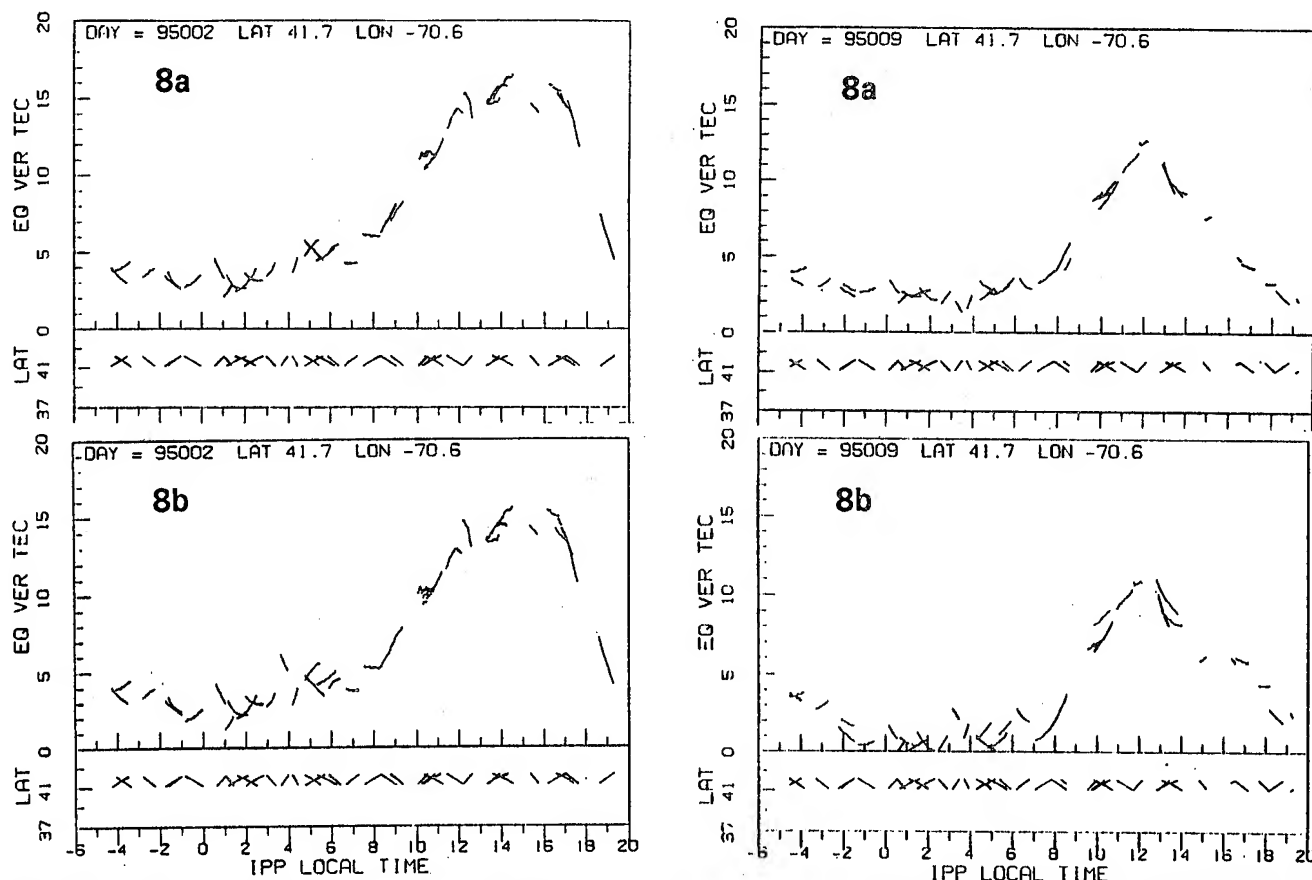 DAY = 95002 LAT 41.7 LON -70.6
8a
EQ VER TEC
20
15
10
5
0
LAT
41
37
DAY = 95002 LAT 41.7 LON -70.6
8b
EQ VER TEC
20
15
10
5
0
LAT
41
37
-6 -4 -2 0 2 4 6 8 10 12 14 16 18 20
IPP LOCAL TIME
DAY = 95009 LAT 41.7 LON -70.6
8a
EQ VER TEC
20
15
10
5
0
LAT
41
37
DAY = 95009 LAT 41.7 LON -70.6
8b
EQ VER TEC
20
15
10
5
0
LAT
41
37
-6 -4 -2 0 2 4 6 8 10 12 14 16 18 20
IPP LOCAL TIME